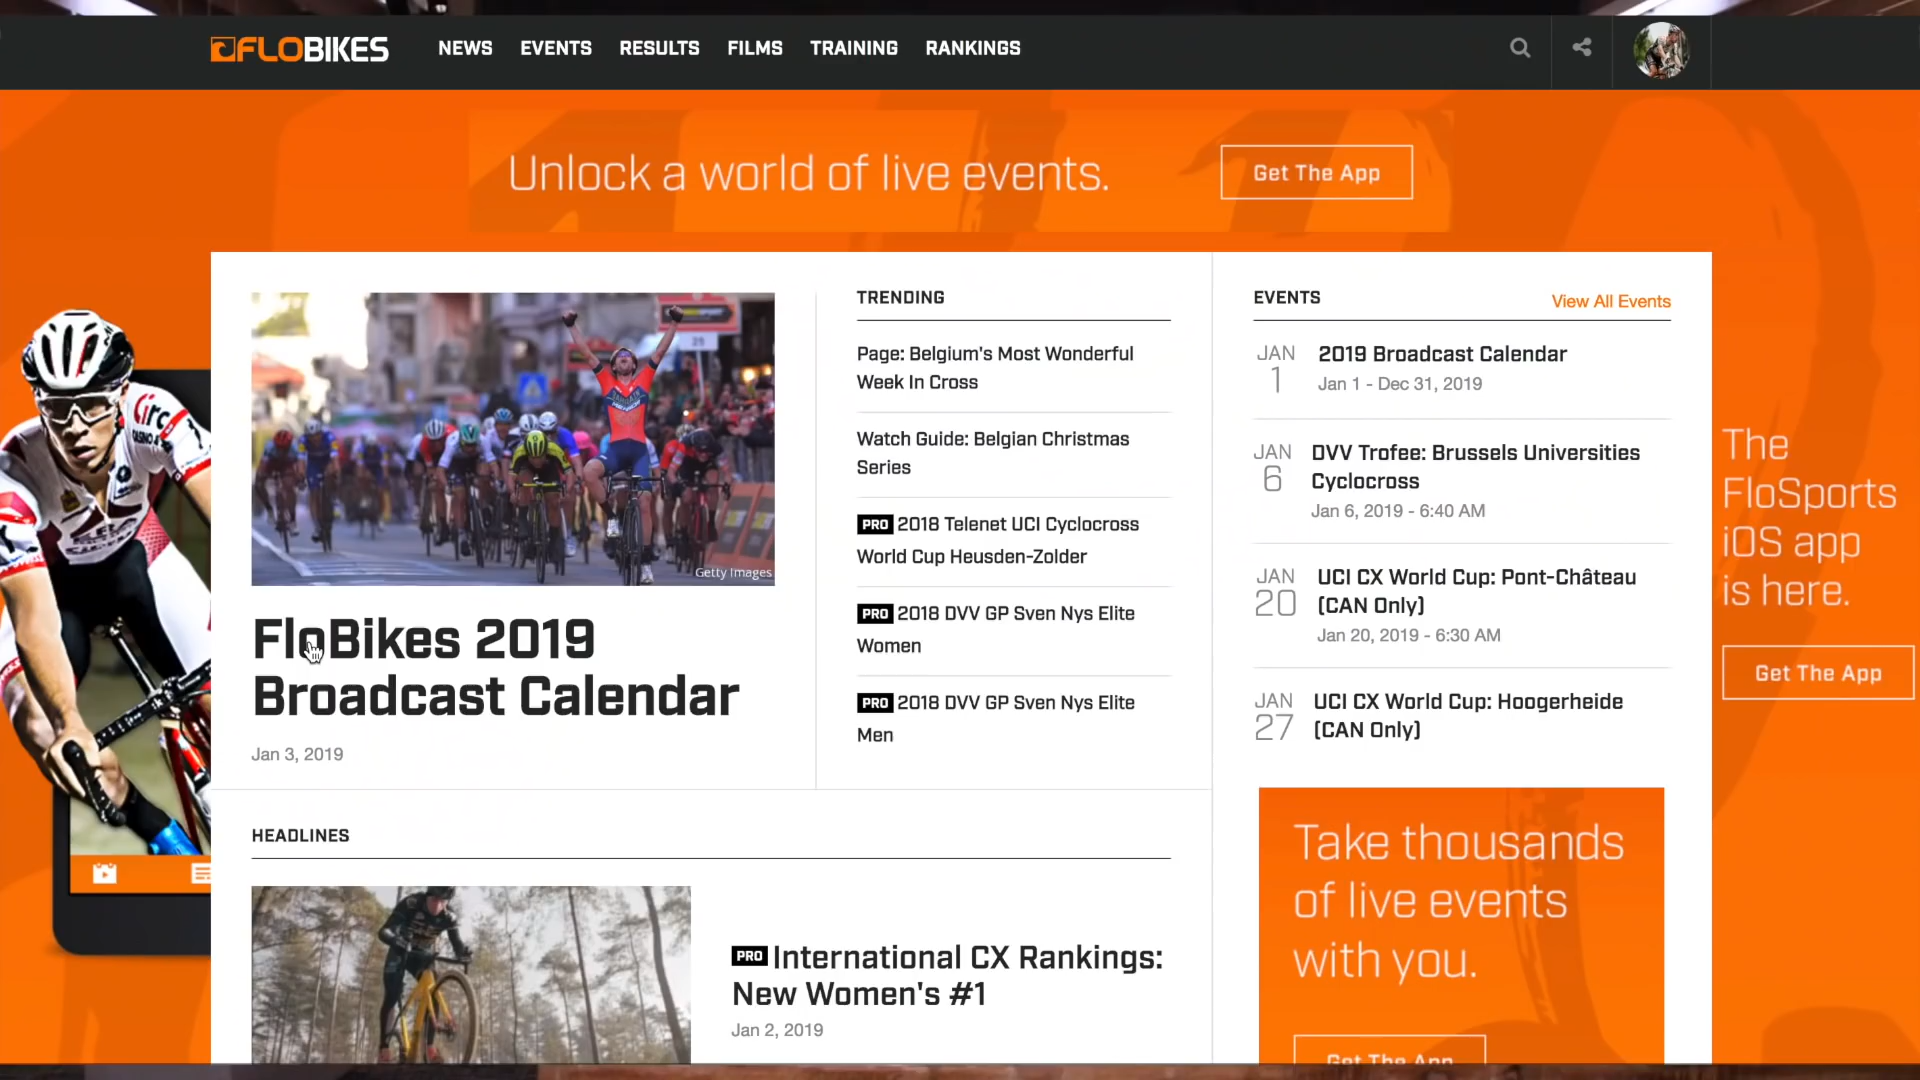 FLOBIKES NEWS EVENTS RESULTS FILMS TRAINING RANKINGS
Unlock a world of live events. Get The App
Getty Images
FloBikes 2019
Broadcast Calendar
Jan 3, 2019
TRENDING
Page: Belgium's Most Wonderful
Week In Cross
Watch Guide: Belgian Christmas
Series
PRO 2018 Telenet UCI Cyclocross
World Cup Heusden-Zolder
PRO 2018 DVV GP Sven Nys Elite
Women
PRO 2018 DVV GP Sven Nys Elite
Men
EVENTS View All Events
JAN 1
2019 Broadcast Calendar
Jan 1 - Dec 31, 2019
JAN 6
DVV Trofee: Brussels Universities
Cyclocross
Jan 6, 2019 - 6:40 AM
JAN 20
UCI CX World Cup: Pont-Château
(CAN Only)
Jan 20, 2019 - 6:30 AM
JAN 27
UCI CX World Cup: Hoogerheide
(CAN Only)
HEADLINES
PRO International CX Rankings:
New Women's #1
Jan 2, 2019
Take thousands
of live events
with you.
Get The App
The
FloSports
iOS app
is here.
Get The App